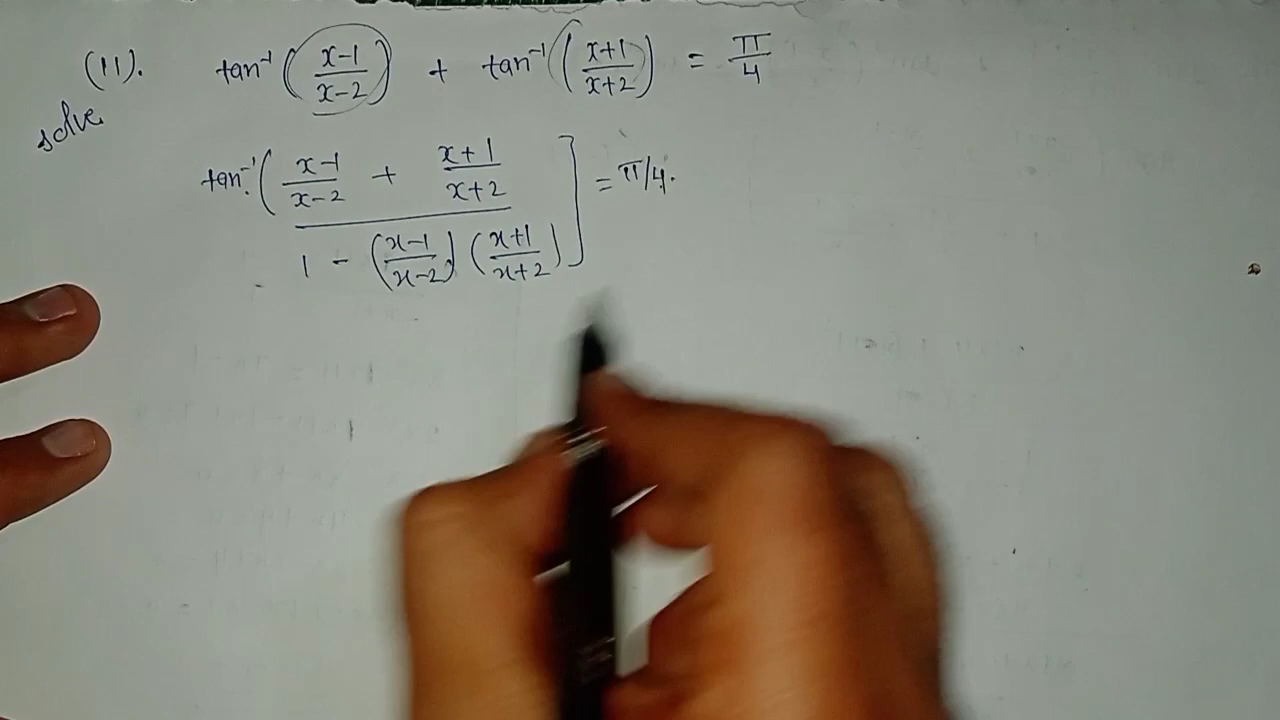 (11). tan⁻¹ ( (x-1)/(x-2) ) + tan⁻¹ ( (x+1)/(x+2) ) = π/4
solve
tan⁻¹ ( ( (x-1)/(x-2) + (x+1)/(x+2) ) / ( 1 - ((x-1)/(x-2)) ((x+1)/(x+2)) ) ] = π/4.